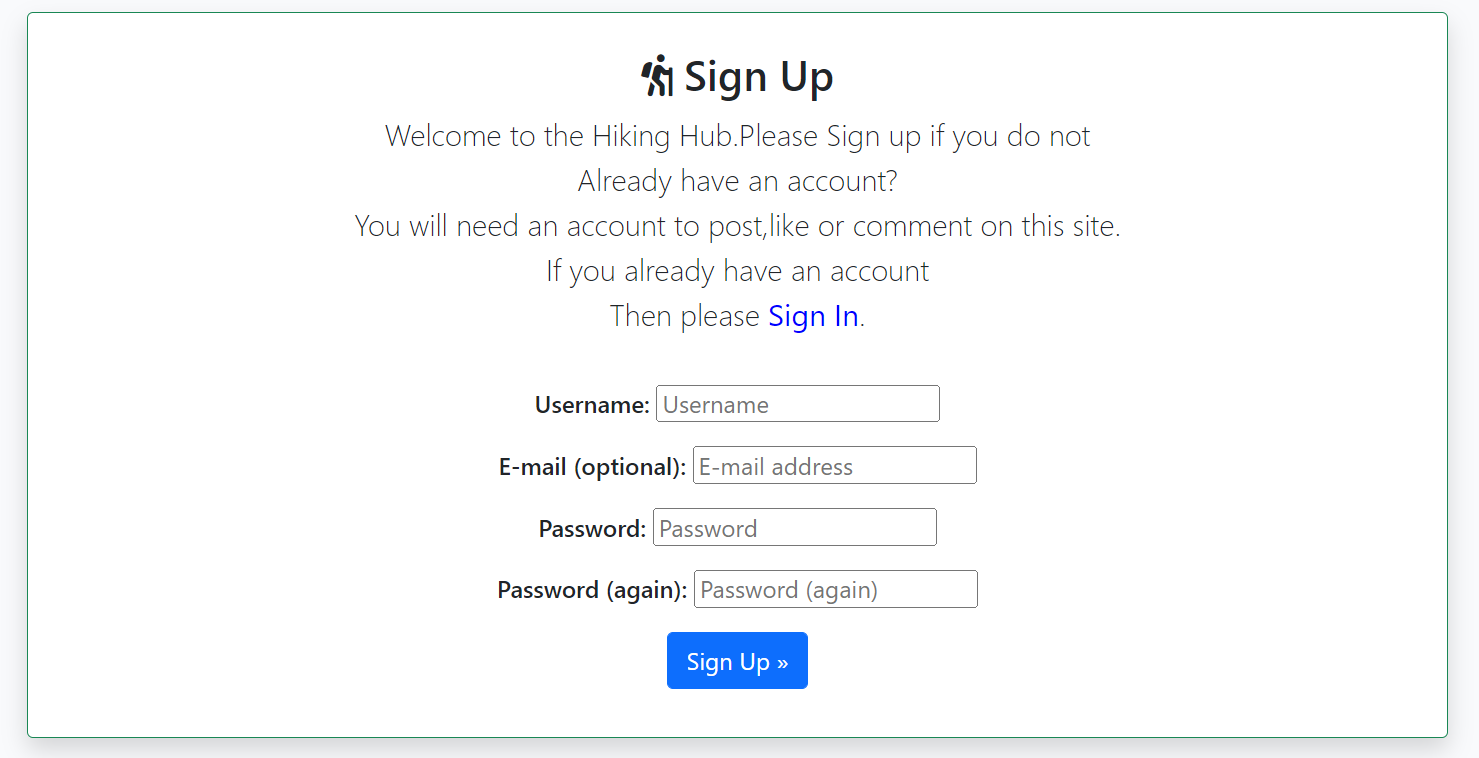 Sign Up
Welcome to the Hiking Hub.Please Sign up if you do not
Already have an account?
You will need an account to post,like or comment on this site.
If you already have an account
Then please Sign In.
Username: Username
E-mail (optional): E-mail address
Password: Password
Password (again): Password (again)
Sign Up »